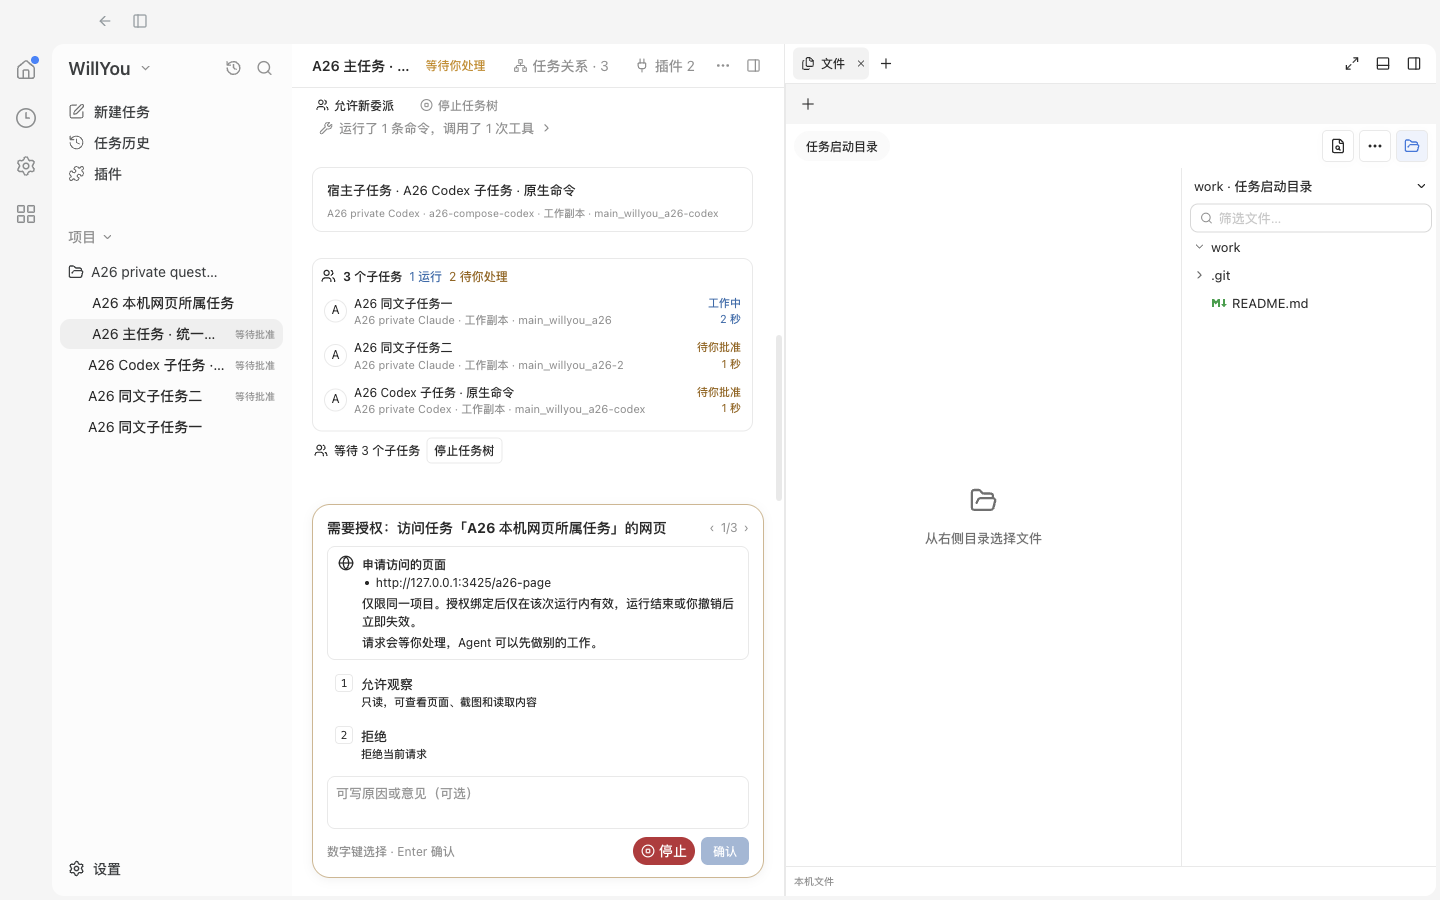 WillYou
新建任务
任务历史
插件
项目
A26 private quest...
A26 本机网页所属任务
A26 主任务 · 统一... 等待批准
A26 Codex 子任务 ·... 等待批准
A26 同文子任务二 等待批准
A26 同文子任务一
设置
A26 主任务 · ... 等待你处理 任务关系 · 3 插件 2
允许新委派 停止任务树
运行了 1 条命令，调用了 1 次工具
宿主子任务 · A26 Codex 子任务 · 原生命令
A26 private Codex · a26-compose-codex · 工作副本 · main_willyou_a26-codex
3 个子任务 1 运行 2 待你处理
A A26 同文子任务一 工作中
A26 private Claude · 工作副本 · main_willyou_a26 2 秒
A A26 同文子任务二 待你批准
A26 private Claude · 工作副本 · main_willyou_a26-2 1 秒
A A26 Codex 子任务 · 原生命令 待你批准
A26 private Codex · 工作副本 · main_willyou_a26-codex 1 秒
等待 3 个子任务 停止任务树
需要授权：访问任务「A26 本机网页所属任务」的网页 1/3
申请访问的页面
• http://127.0.0.1:3425/a26-page
仅限同一项目。授权绑定后仅在该次运行内有效，运行结束或你撤销后
立即失效。
请求会等你处理，Agent 可以先做别的工作。
1 允许观察
只读，可查看页面、截图和读取内容
2 拒绝
拒绝当前请求
可写原因或意见（可选）
数字键选择 · Enter 确认 停止 确认
文件
任务启动目录
从右侧目录选择文件
work · 任务启动目录
筛选文件...
work
.git
README.md
本机文件